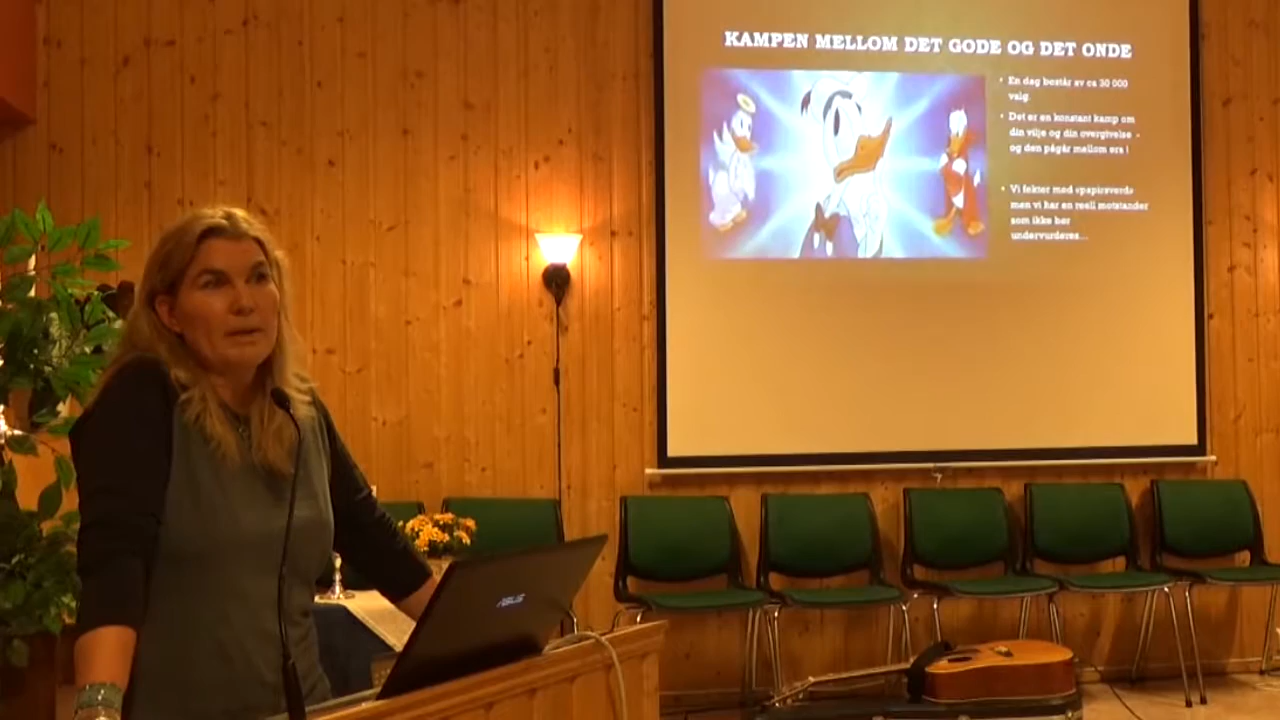 KAMPEN MELLOM DET GODE OG DET ONDE
• En dag består av ca 30 000
valg.
• Det er en konstant kamp om
din vilje og din overgivelse -
og den pågår mellom øra !
• Vi fekter med «papirsverd»
men vi har en reell motstander
som ikke bør
undervurderes...
ASUS